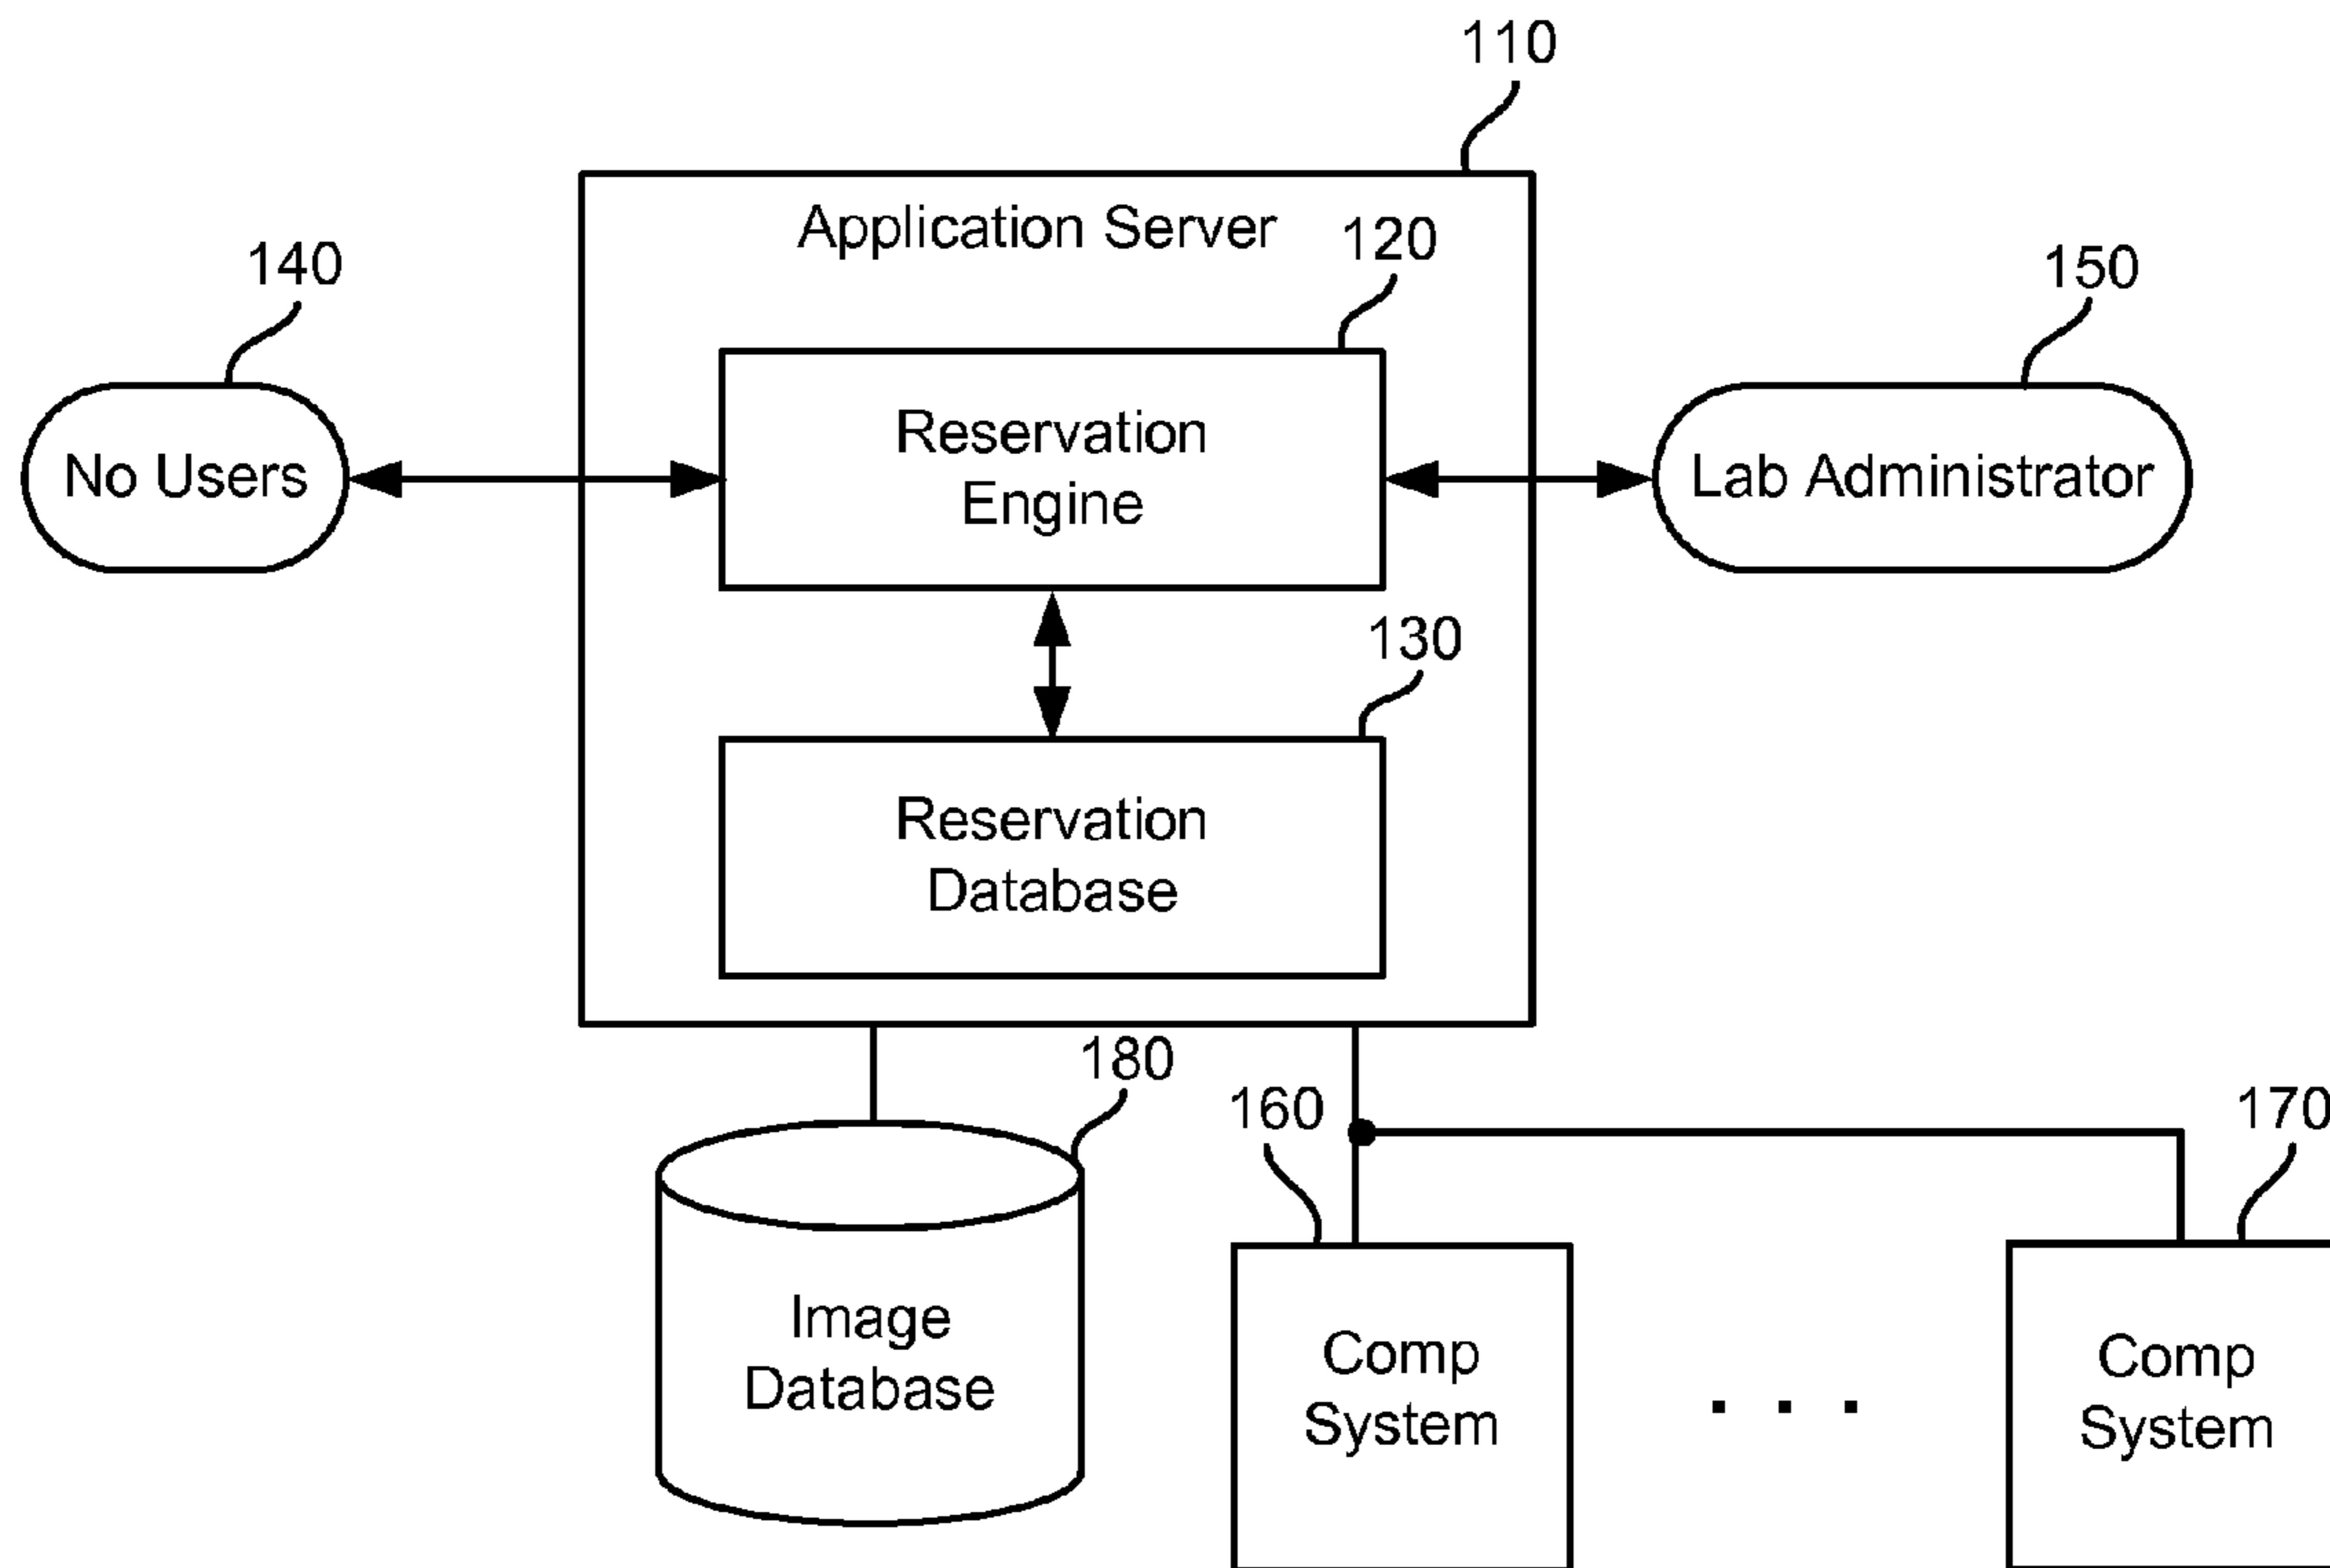 110
Application Server
120
140
150
Reservation
Engine
No Users
Lab Administrator
130
Reservation
Database
180
160
170
Image
Database
Comp
System
. . .
Comp
System